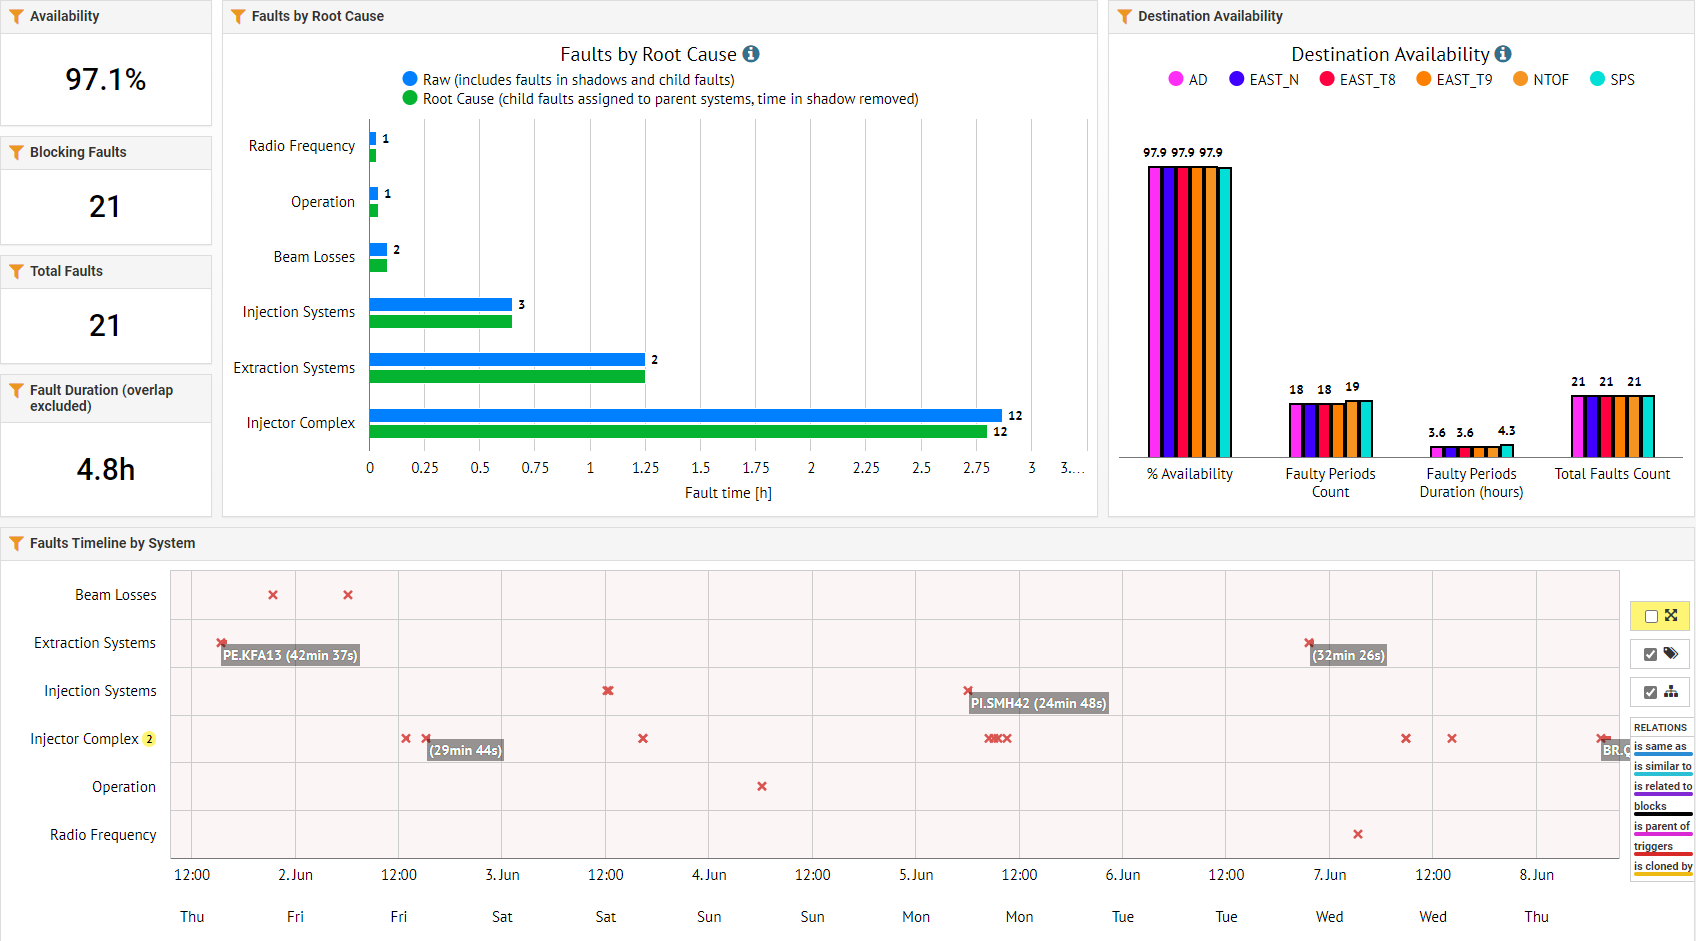 Availability
97.1%
Blocking Faults
21
Total Faults
21
Fault Duration (overlap
excluded)
4.8h
Faults by Root Cause
Faults by Root Cause
Raw (includes faults in shadows and child faults)
Root Cause (child faults assigned to parent systems, time in shadow removed)
Radio Frequency 1
Operation 1
Beam Losses 2
Injection Systems 3
Extraction Systems 2
Injector Complex 12
12
0 0.25 0.5 0.75 1 1.25 1.5 1.75 2 2.25 2.5 2.75 3 3....
Fault time [h]
Destination Availability
Destination Availability
AD EAST_N EAST_T8 EAST_T9 NTOF SPS
97.9 97.9 97.9
18 18 19
3.6 3.6 4.3
21 21 21
% Availability Faulty Periods Faulty Periods Total Faults Count
Count Duration (hours)
Faults Timeline by System
Beam Losses
Extraction Systems
PE.KFA13 (42min 37s) (32min 26s)
Injection Systems
PI.SMH42 (24min 48s)
Injector Complex 2
(29min 44s) BR.Q
Operation
Radio Frequency
12:00 2. Jun 12:00 3. Jun 12:00 4. Jun 12:00 5. Jun 12:00 6. Jun 12:00 7. Jun 12:00 8. Jun
Thu Fri Fri Sat Sat Sun Sun Mon Mon Tue Tue Wed Wed Thu
RELATIONS
is same as
is similar to
is related to
blocks
is parent of
triggers
is cloned by